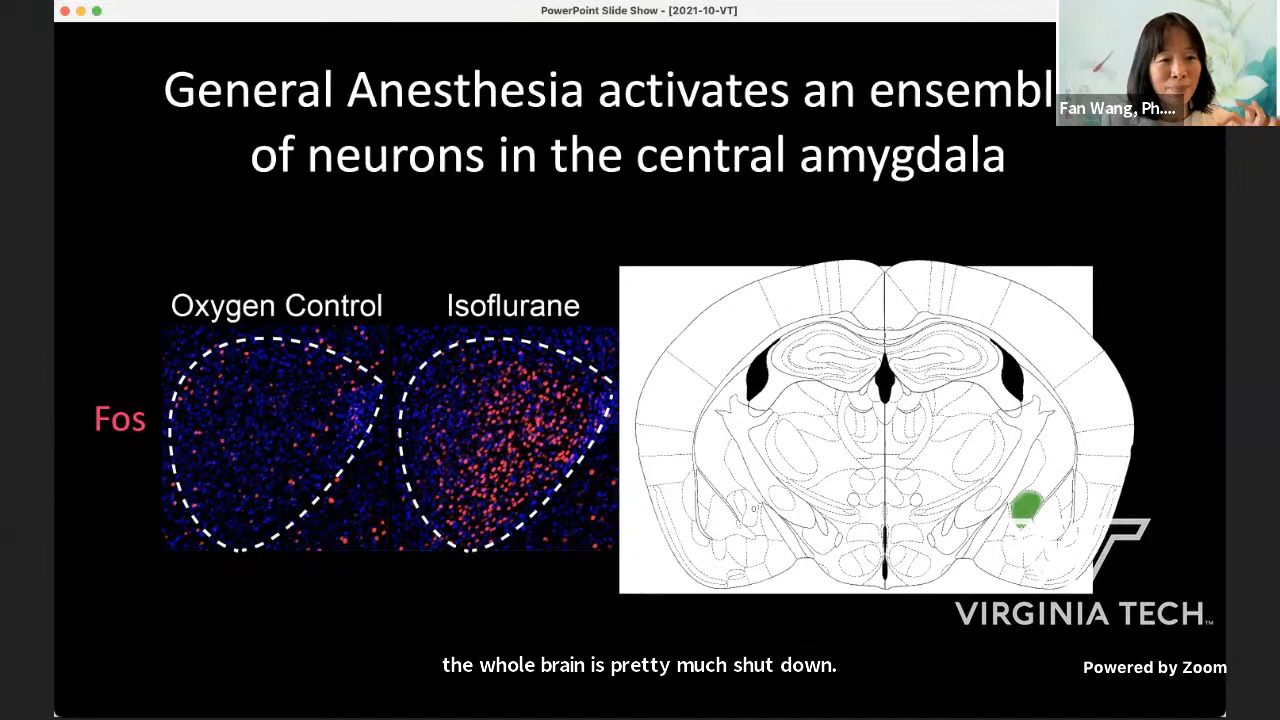 PowerPoint Slide Show - [2021-10-VT]
General Anesthesia activates an ensembl
of neurons in the central amygdala
Fan Wang, Ph....
Oxygen Control
Isoflurane
Fos
VIRGINIA TECH™
the whole brain is pretty much shut down.
Powered by Zoom